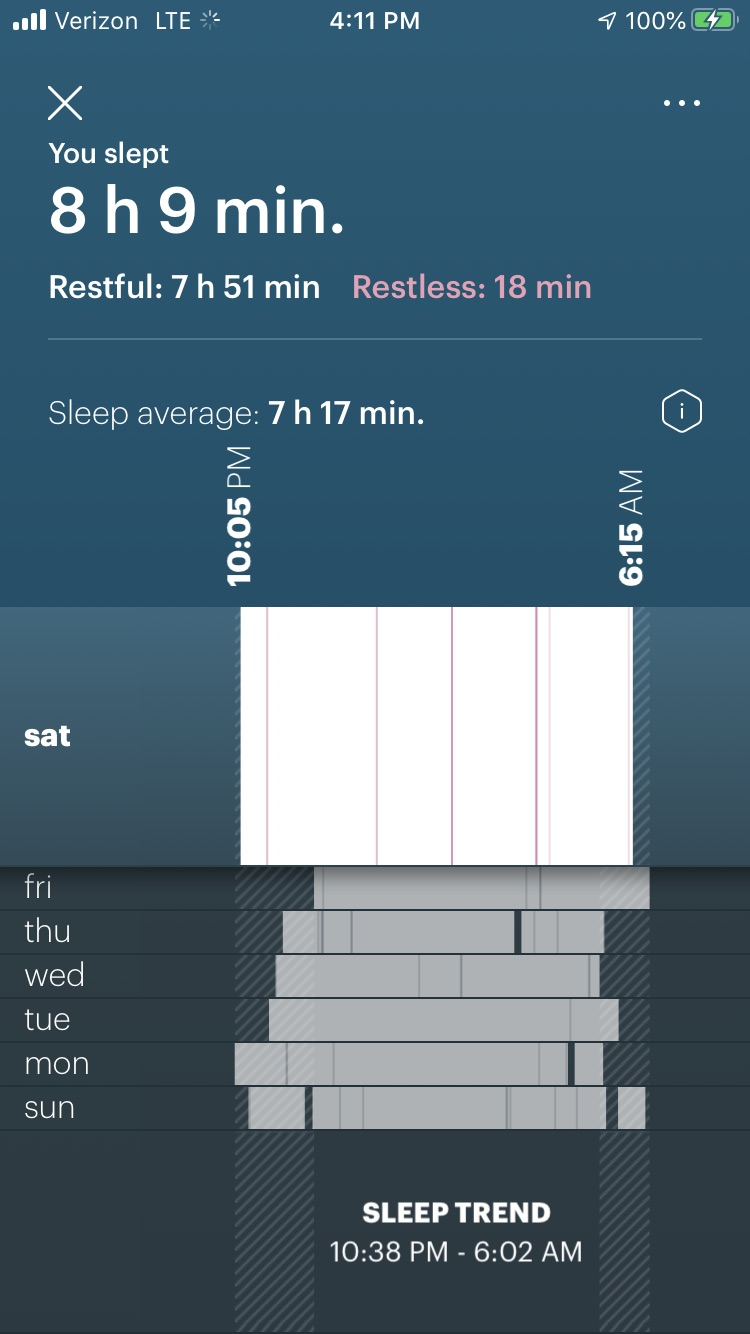 Verizon LTE 4:11 PM 100%
You slept
8 h 9 min.
Restful: 7 h 51 min Restless: 18 min
Sleep average: 7 h 17 min.
i
10:05 PM
6:15 AM
sat
fri
thu
wed
tue
mon
sun
SLEEP TREND
10:38 PM - 6:02 AM